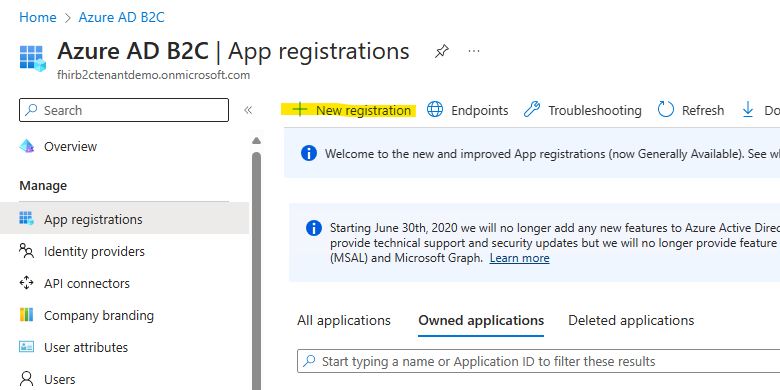 Home > Azure AD B2C
Azure AD B2C | App registrations
fhirb2ctenantdemo.onmicrosoft.com
Search
Overview
Manage
App registrations
Identity providers
API connectors
Company branding
User attributes
Users
New registration Endpoints Troubleshooting Refresh Do
Welcome to the new and improved App registrations (now Generally Available). See
Starting June 30th, 2020 we will no longer add any new features to Azure Active
provide technical support and security updates but we will no longer provide feature
(MSAL) and Microsoft Graph. Learn more
All applications Owned applications Deleted applications
Start typing a name or Application ID to filter these results